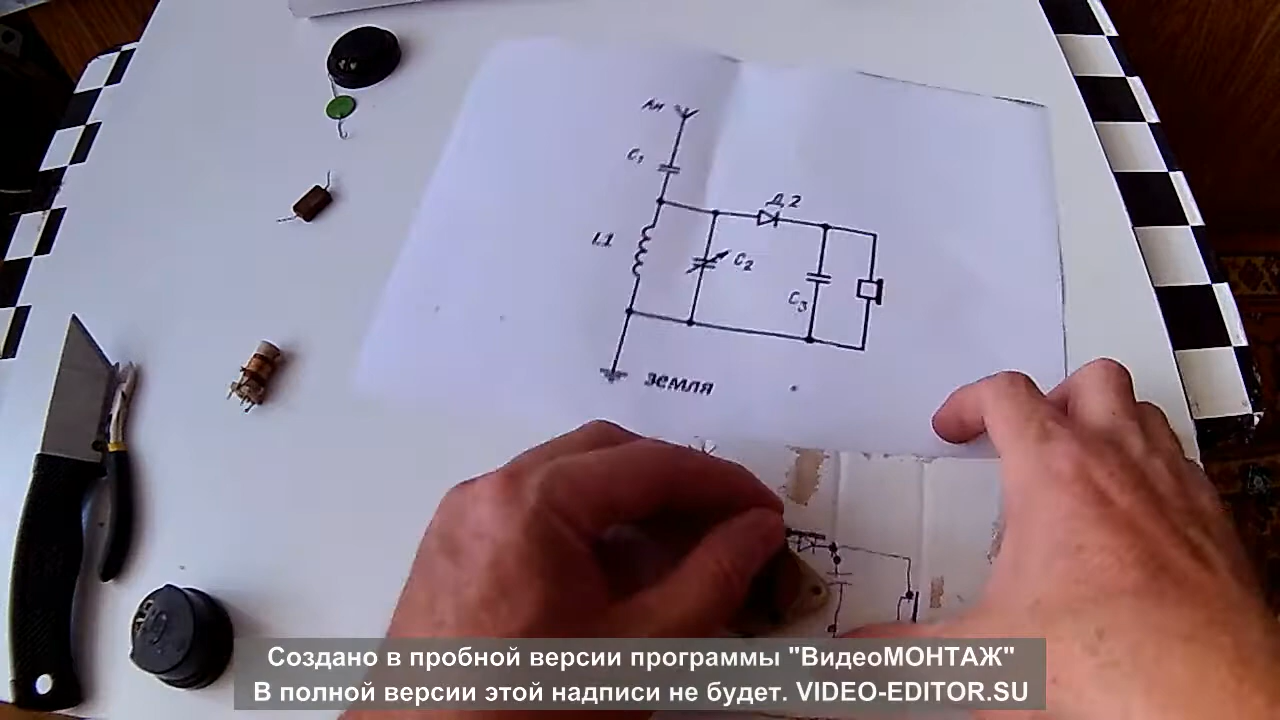 Ан
C₁
Д2
L1
C₂
C₃
земля
Создано в пробной версии программы "ВидеоМОНТАЖ"
В полной версии этой надписи не будет. VIDEO-EDITOR.SU